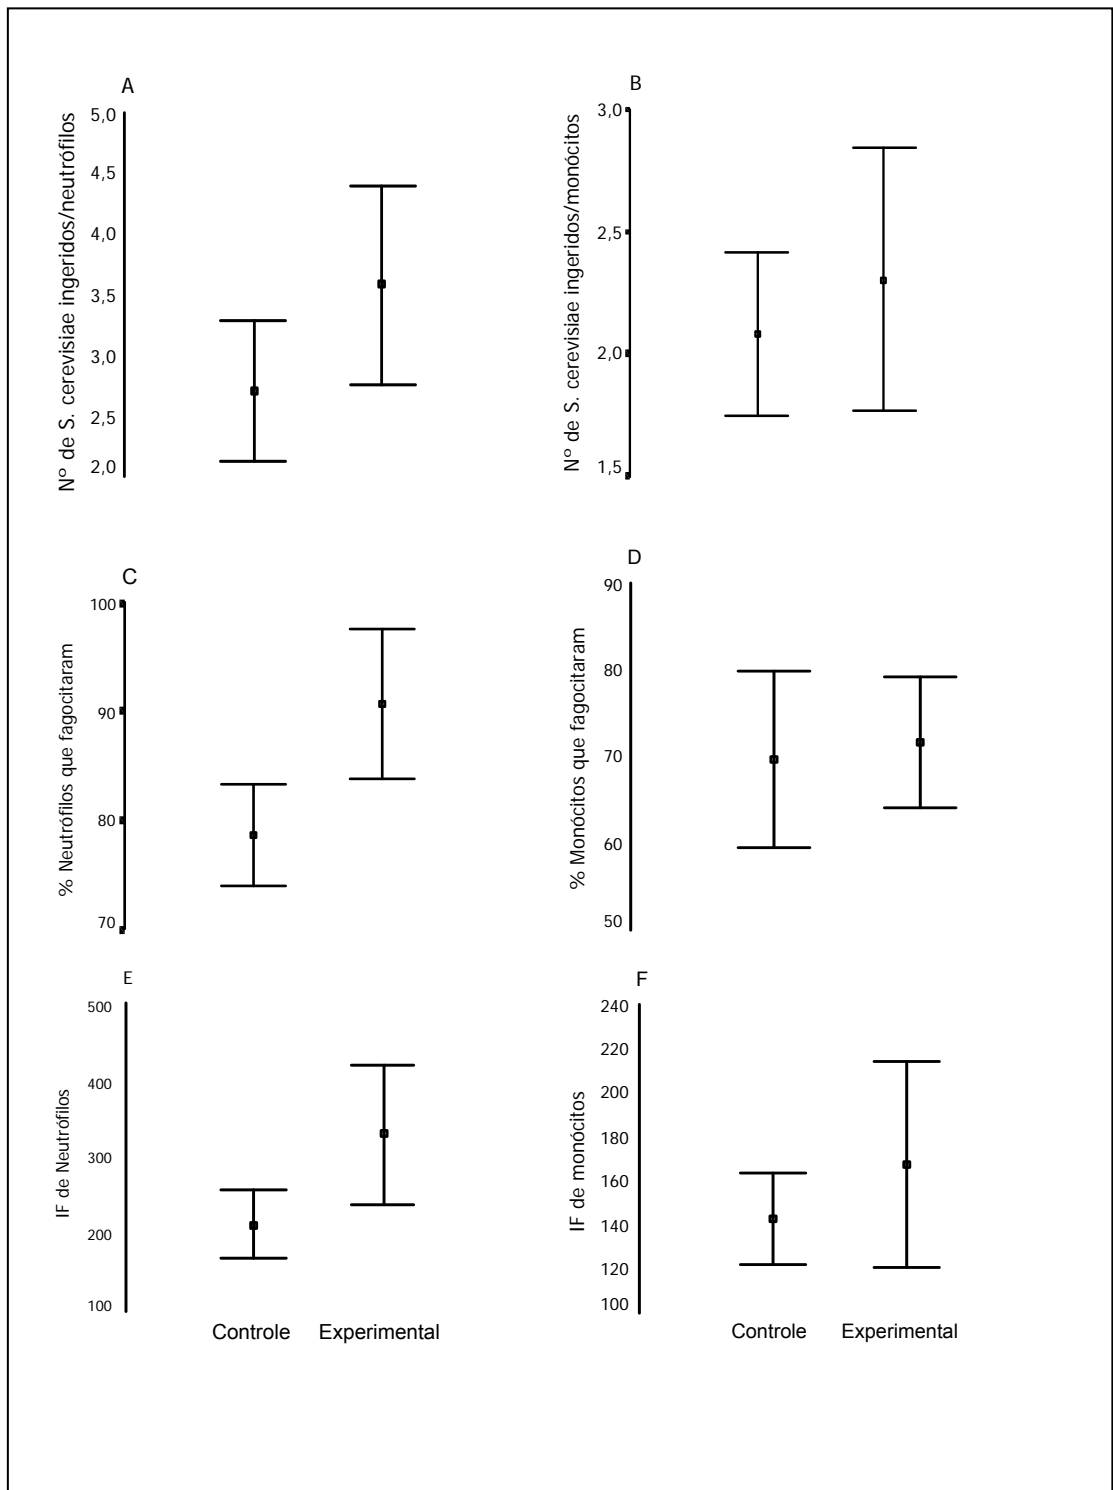 A
Nº de S. cerevisiae ingeridos/neutrófilos
5,0
4,5
4,0
3,5
3,0
2,5
2,0
B
Nº de S. cerevisiae ingeridos/monócitos
3,0
2,5
2,0
1,5
C
% Neutrófilos que fagocitaram
100
90
80
70
D
% Monócitos que fagocitaram
90
80
70
60
50
E
IF de Neutrófilos
500
400
300
200
100
Controle Experimental
F
IF de monócitos
240
220
200
180
160
140
120
100
Controle Experimental